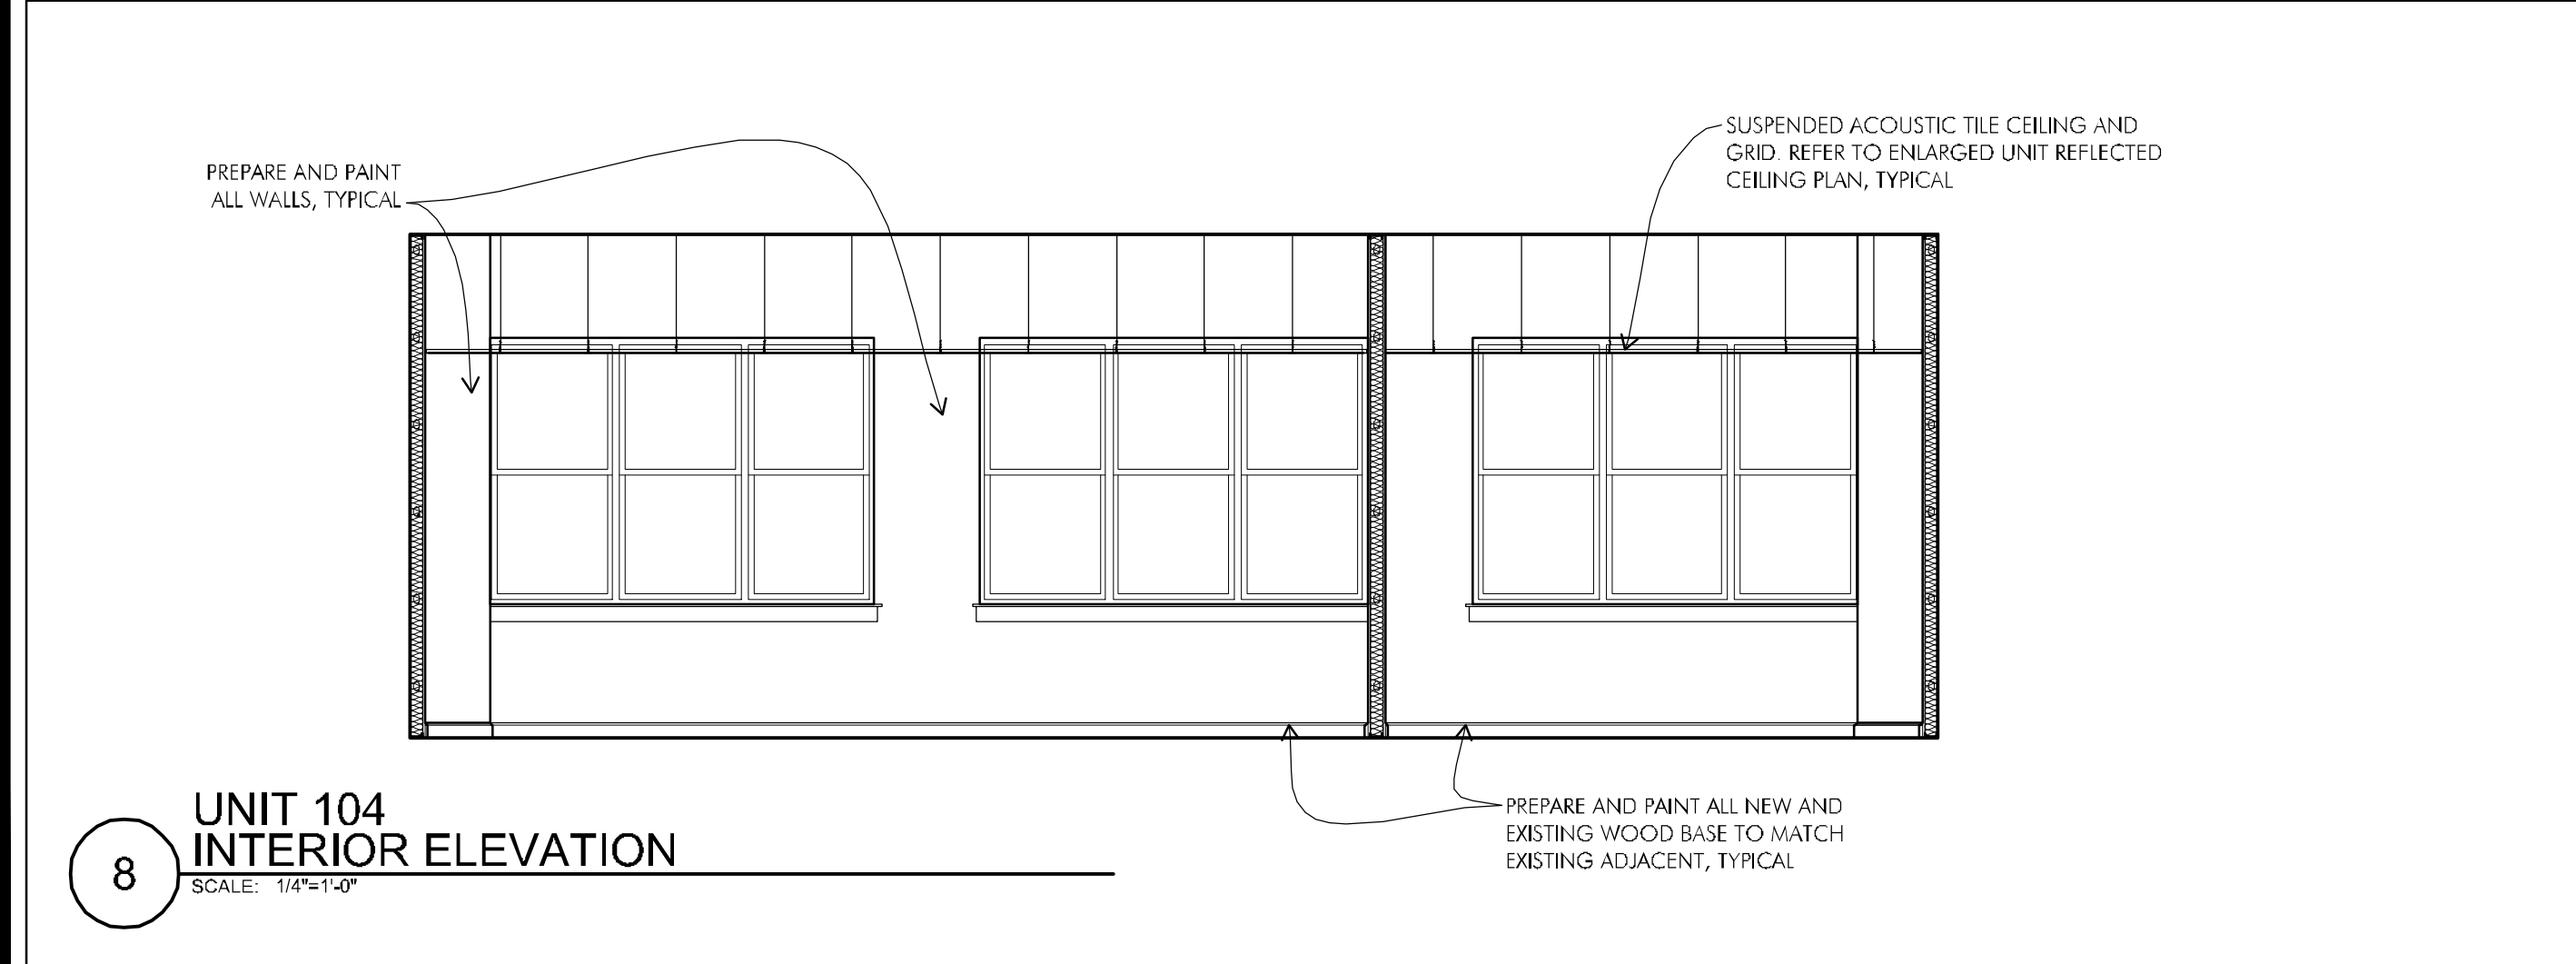 PREPARE AND PAINT
ALL WALLS, TYPICAL
SUSPENDED ACOUSTIC TILE CEILING AND
GRID. REFER TO ENLARGED UNIT REFLECTED
CEILING PLAN, TYPICAL
PREPARE AND PAINT ALL NEW AND
EXISTING WOOD BASE TO MATCH
EXISTING ADJACENT, TYPICAL
8
UNIT 104
INTERIOR ELEVATION
SCALE: 1/4"=1'-0"